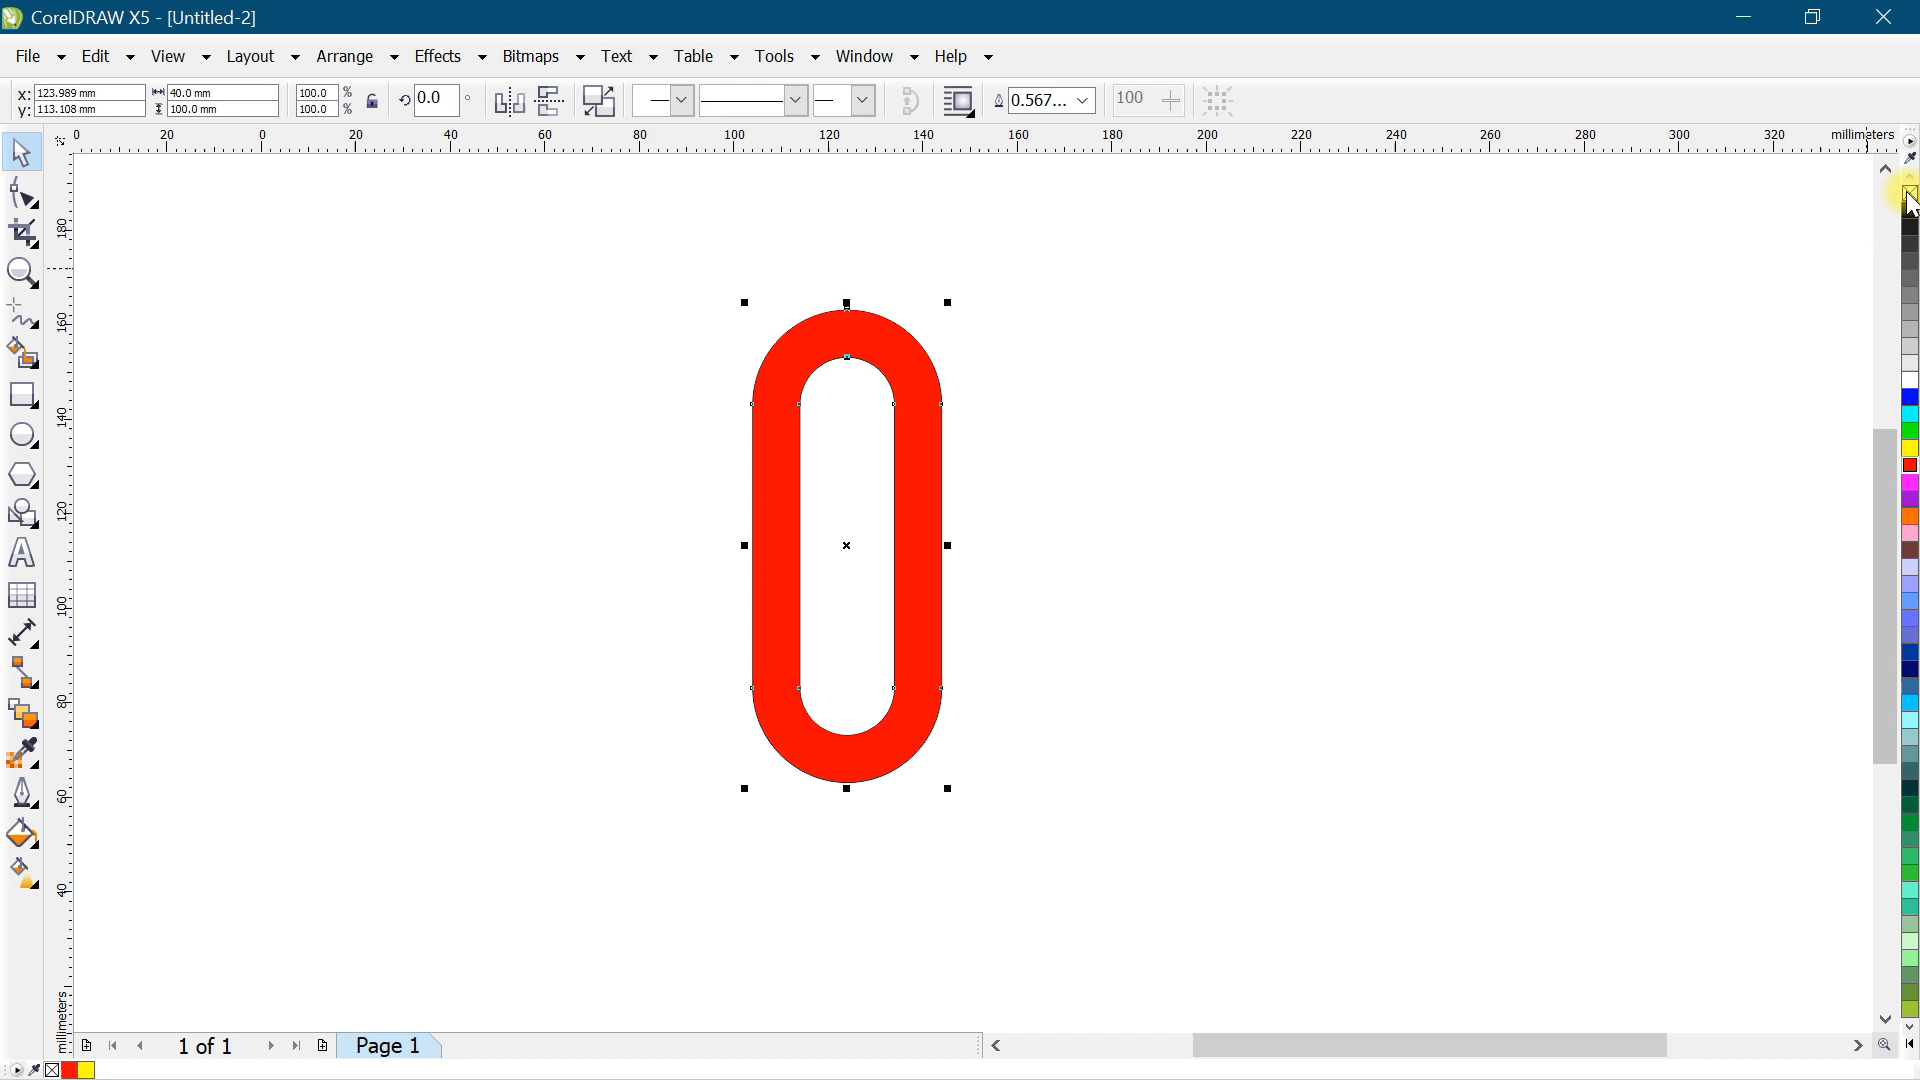 CorelDRAW X5 - [Untitled-2]
File Edit View Layout Arrange Effects Bitmaps Text Table Tools Window Help
x: 123.989 mm 40.0 mm 100.0 % 0.0 ° 0.567... 100
y: 113.108 mm 100.0 mm 100.0 %
0 20 0 20 40 60 80 100 120 140 160 180 200 220 240 260 280 300 320 millimeters
180
160
140
120
100
80
60
40
millimeters
1 of 1 Page 1